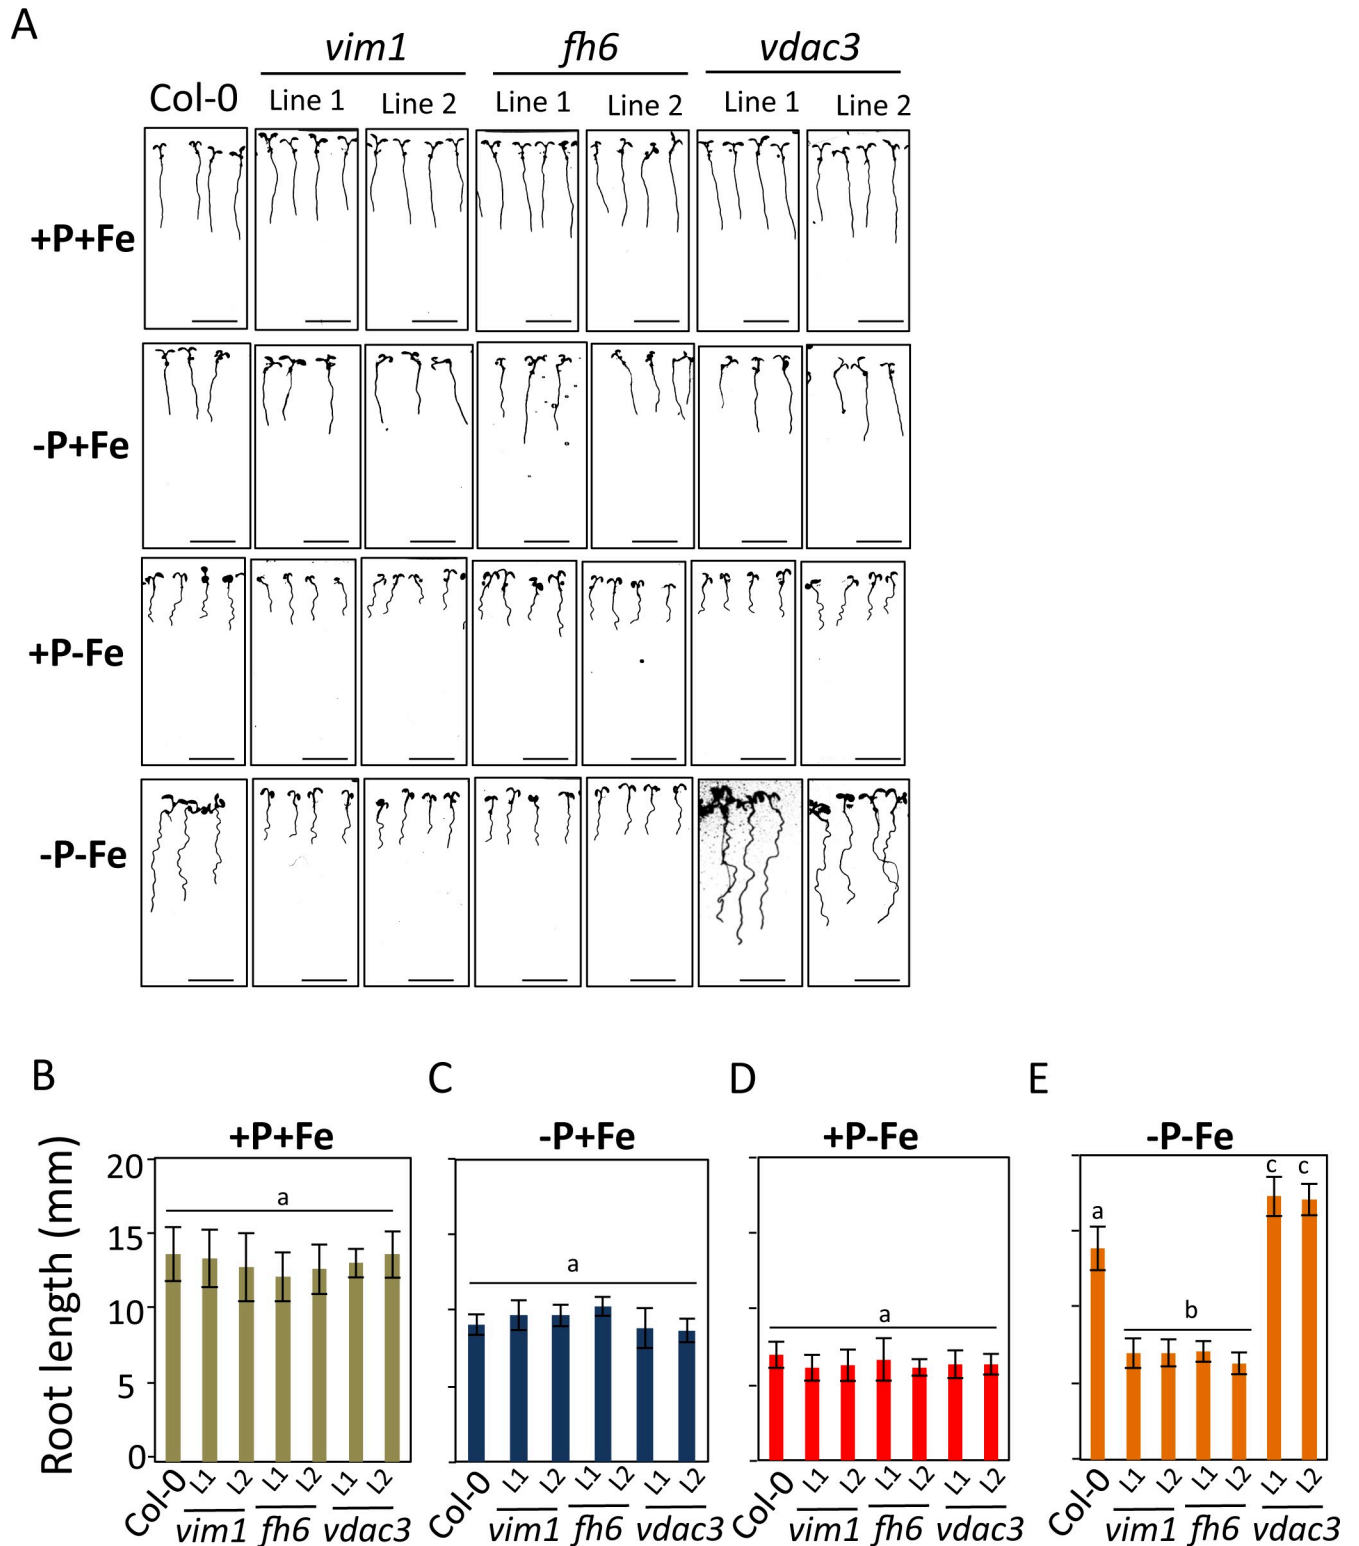 A
vim1 fh6 vdac3
Col-0 Line 1 Line 2 Line 1 Line 2 Line 1 Line 2
+P+Fe
-P+Fe
+P-Fe
-P-Fe
B C D E
+P+Fe -P+Fe +P-Fe -P-Fe
Root length (mm)
20
15
10
5
0
a
a
a
a b c c
Col-0 L1 L2 L1 L2 L1 L2
vim1 fh6 vdac3
Col-0 L1 L2 L1 L2 L1 L2
vim1 fh6 vdac3
Col-0 L1 L2 L1 L2 L1 L2
vim1 fh6 vdac3
Col-0 L1 L2 L1 L2 L1 L2
vim1 fh6 vdac3